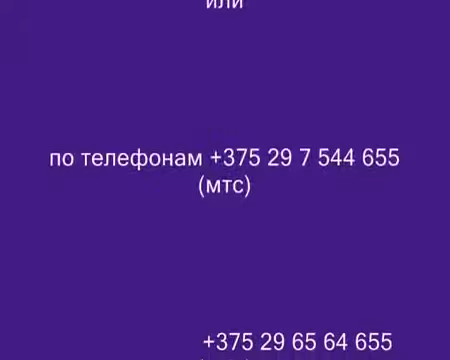 или
по телефонам +375 29 7 544 655
(мтс)
+375 29 65 64 655